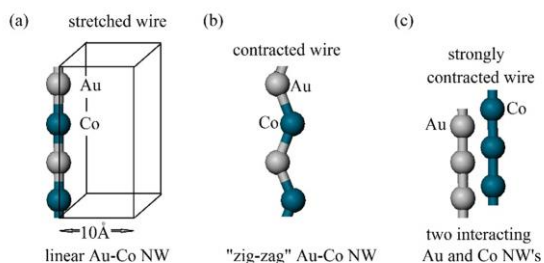 (a)
stretched wire
Au
Co
10Å
linear Au-Co NW
(b)
contracted wire
Au
Co
"zig-zag" Au-Co NW
(c)
strongly
contracted wire
Co
Au
two interacting
Au and Co NW's